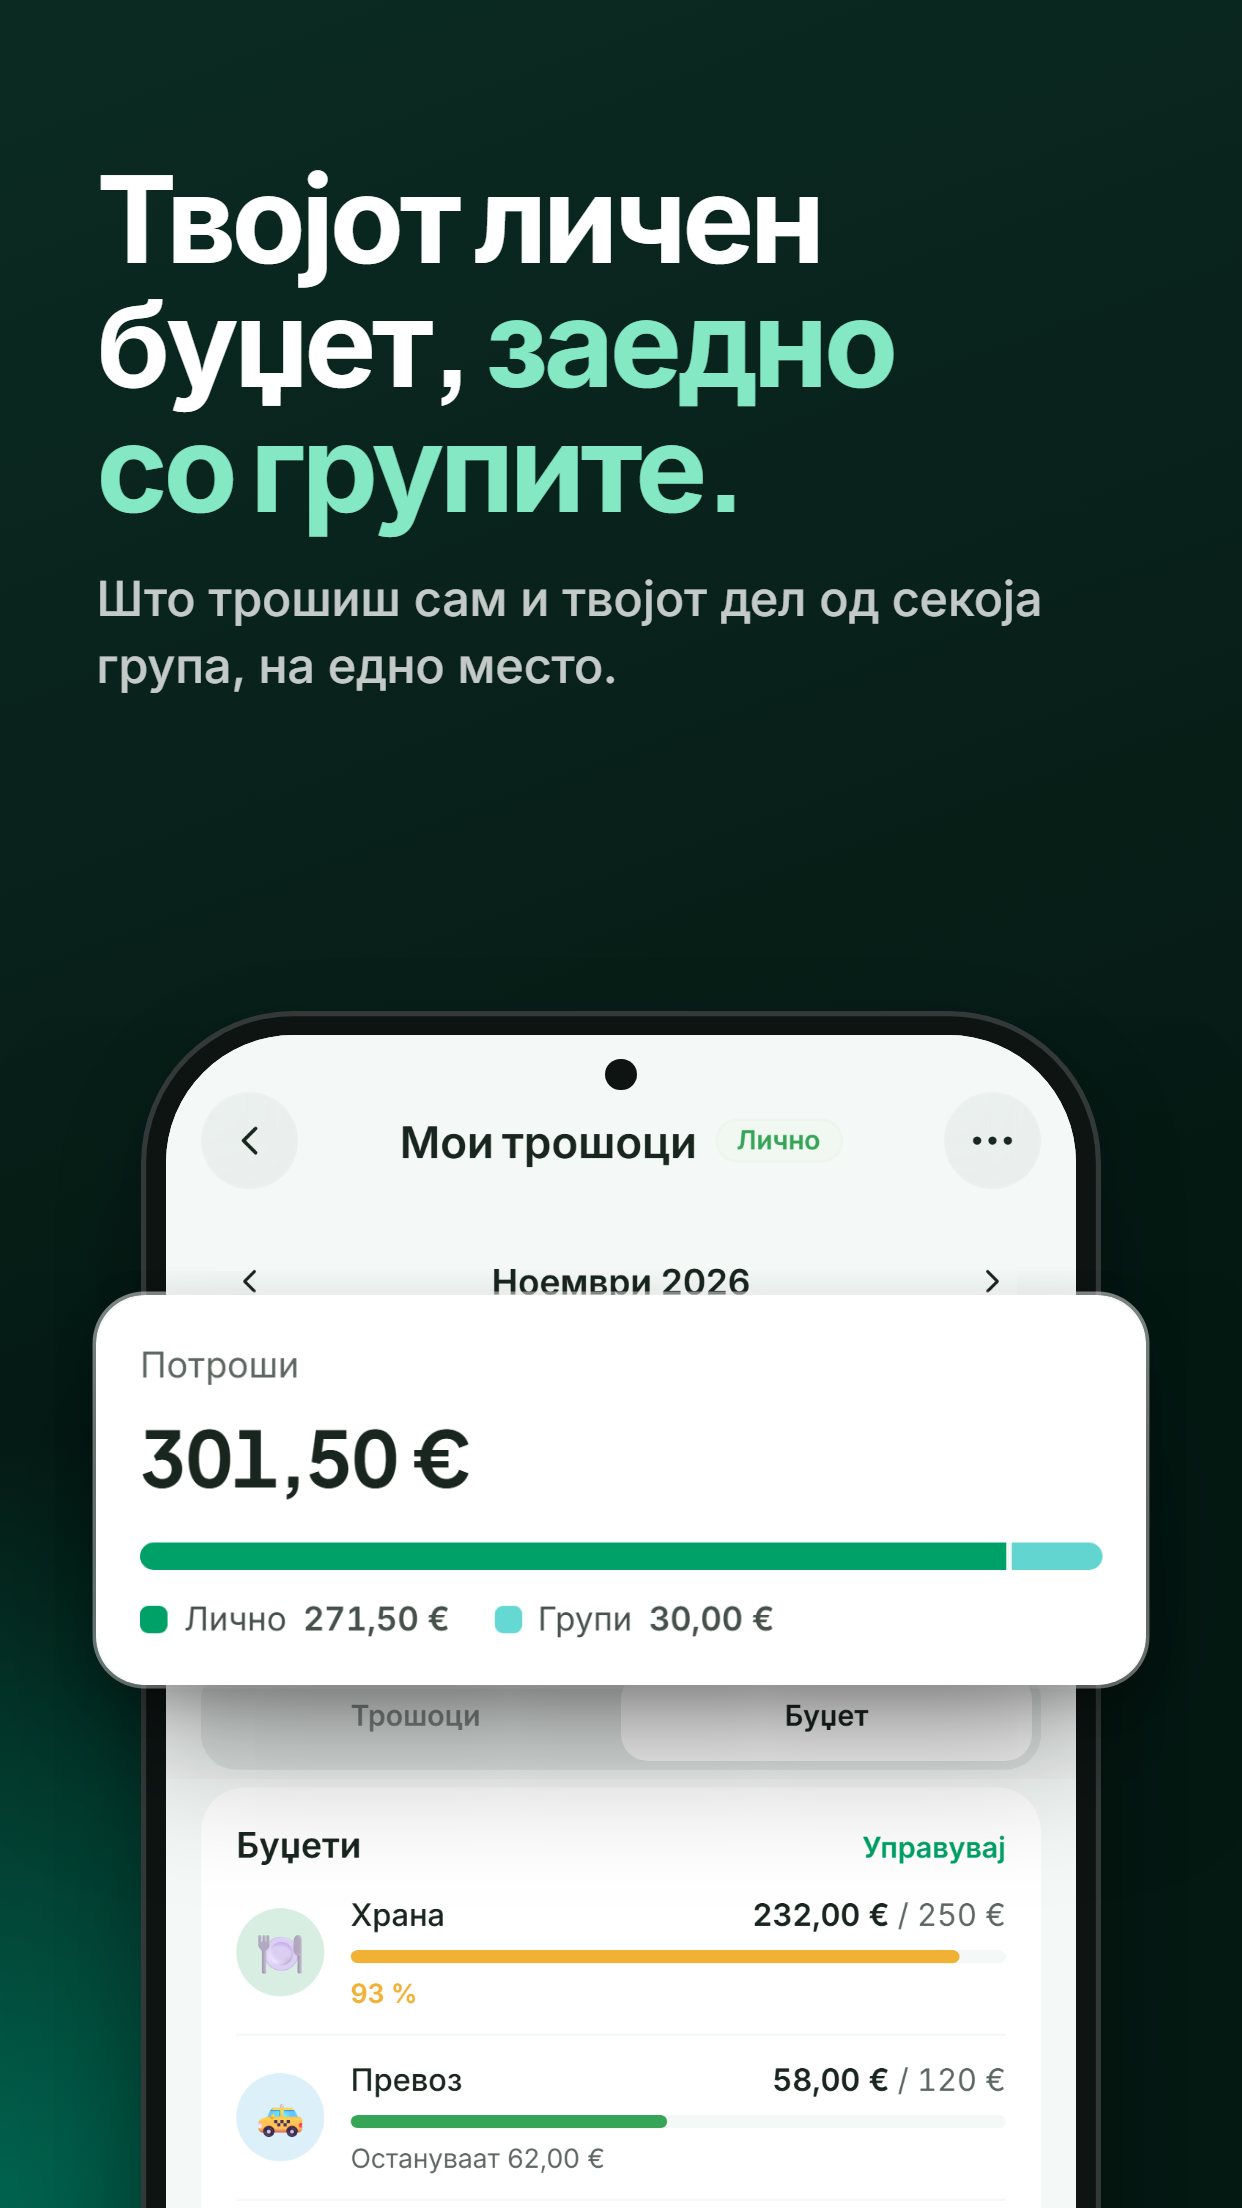 Твојот личен
буџет, заедно
со групите.
Што трошиш сам и твојот дел од секоја
група, на едно место.
Мои трошоци Лично
Ноември 2026
Потроши
301,50 €
Лично 271,50 € Групи 30,00 €
Трошоци Буџет
Буџети Управувај
Храна 232,00 € / 250 €
93 %
Превоз 58,00 € / 120 €
Остануваат 62,00 €